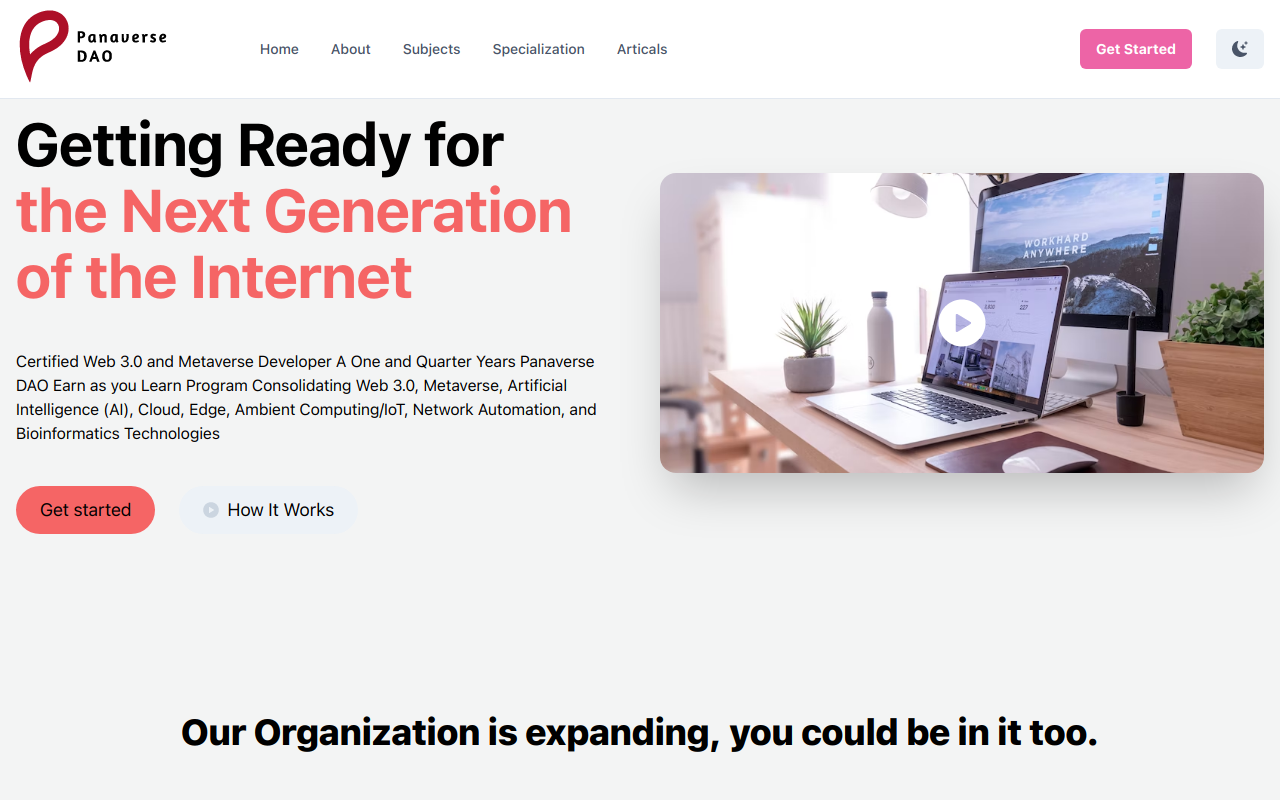 Panaverse
DAO
Home
About
Subjects
Specialization
Articals
Get Started
Getting Ready for
the Next Generation
of the Internet
WORKHARD
ANYWHERE
Certified Web 3.0 and Metaverse Developer A One and Quarter Years Panaverse
DAO Earn as you Learn Program Consolidating Web 3.0, Metaverse, Artificial
Intelligence (AI), Cloud, Edge, Ambient Computing/IoT, Network Automation, and
Bioinformatics Technologies
Get started
How It Works
Our Organization is expanding, you could be in it too.